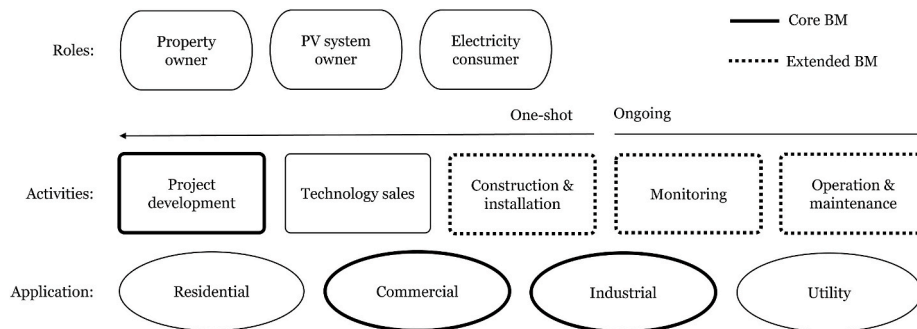 Roles:
Property
owner
PV system
owner
Electricity
consumer
Core BM
Extended BM
One-shot
Ongoing
Activities:
Project
development
Technology sales
Construction &
installation
Monitoring
Operation &
maintenance
Application:
Residential
Commercial
Industrial
Utility